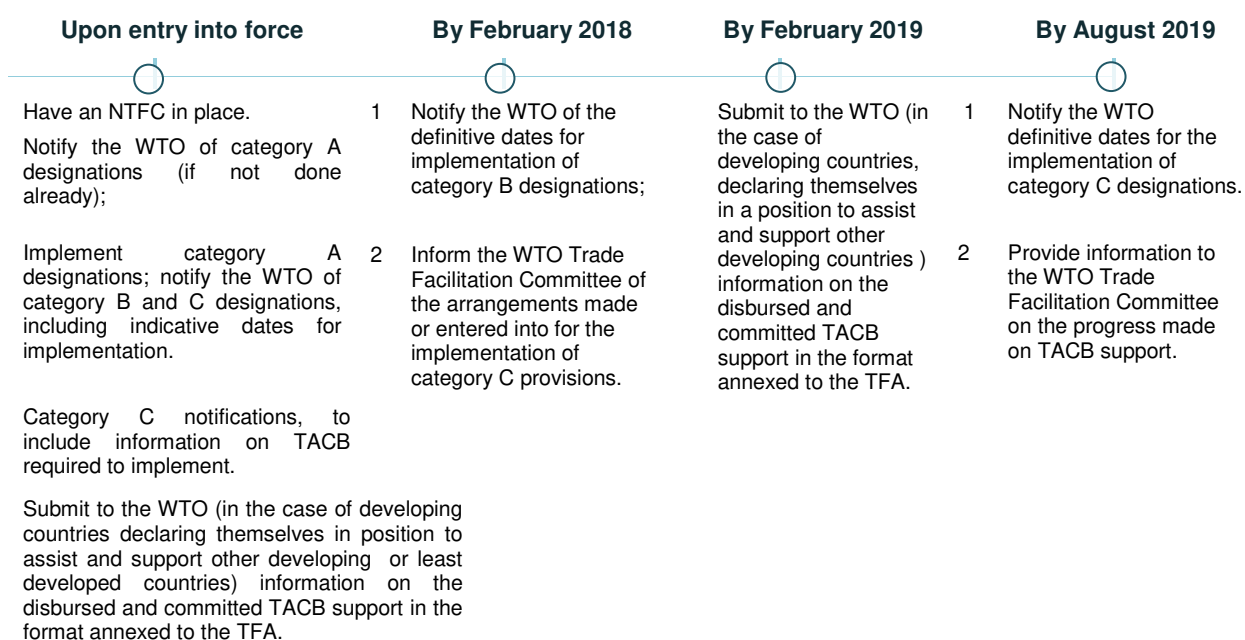 Upon entry into force
Have an NTFC in place.
Notify the WTO of category A
designations (if not done
already);
Implement category A
designations; notify the WTO of
category B and C designations,
including indicative dates for
implementation.
Category C notifications, to
include information on TACB
required to implement.
Submit to the WTO (in the case of developing
countries declaring themselves in position to
assist and support other developing or least
developed countries) information on the
disbursed and committed TACB support in the
format annexed to the TFA.
By February 2018
1 Notify the WTO of the
definitive dates for
implementation of
category B designations;
2 Inform the WTO Trade
Facilitation Committee of
the arrangements made
or entered into for the
implementation of
category C provisions.
By February 2019
Submit to the WTO (in
the case of
developing countries,
declaring themselves
in a position to assist
and support other
developing countries )
information on the
disbursed and
committed TACB
support in the format
annexed to the TFA.
By August 2019
1 Notify the WTO
definitive dates for the
implementation of
category C designations.
2 Provide information to
the WTO Trade
Facilitation Committee
on the progress made
on TACB support.